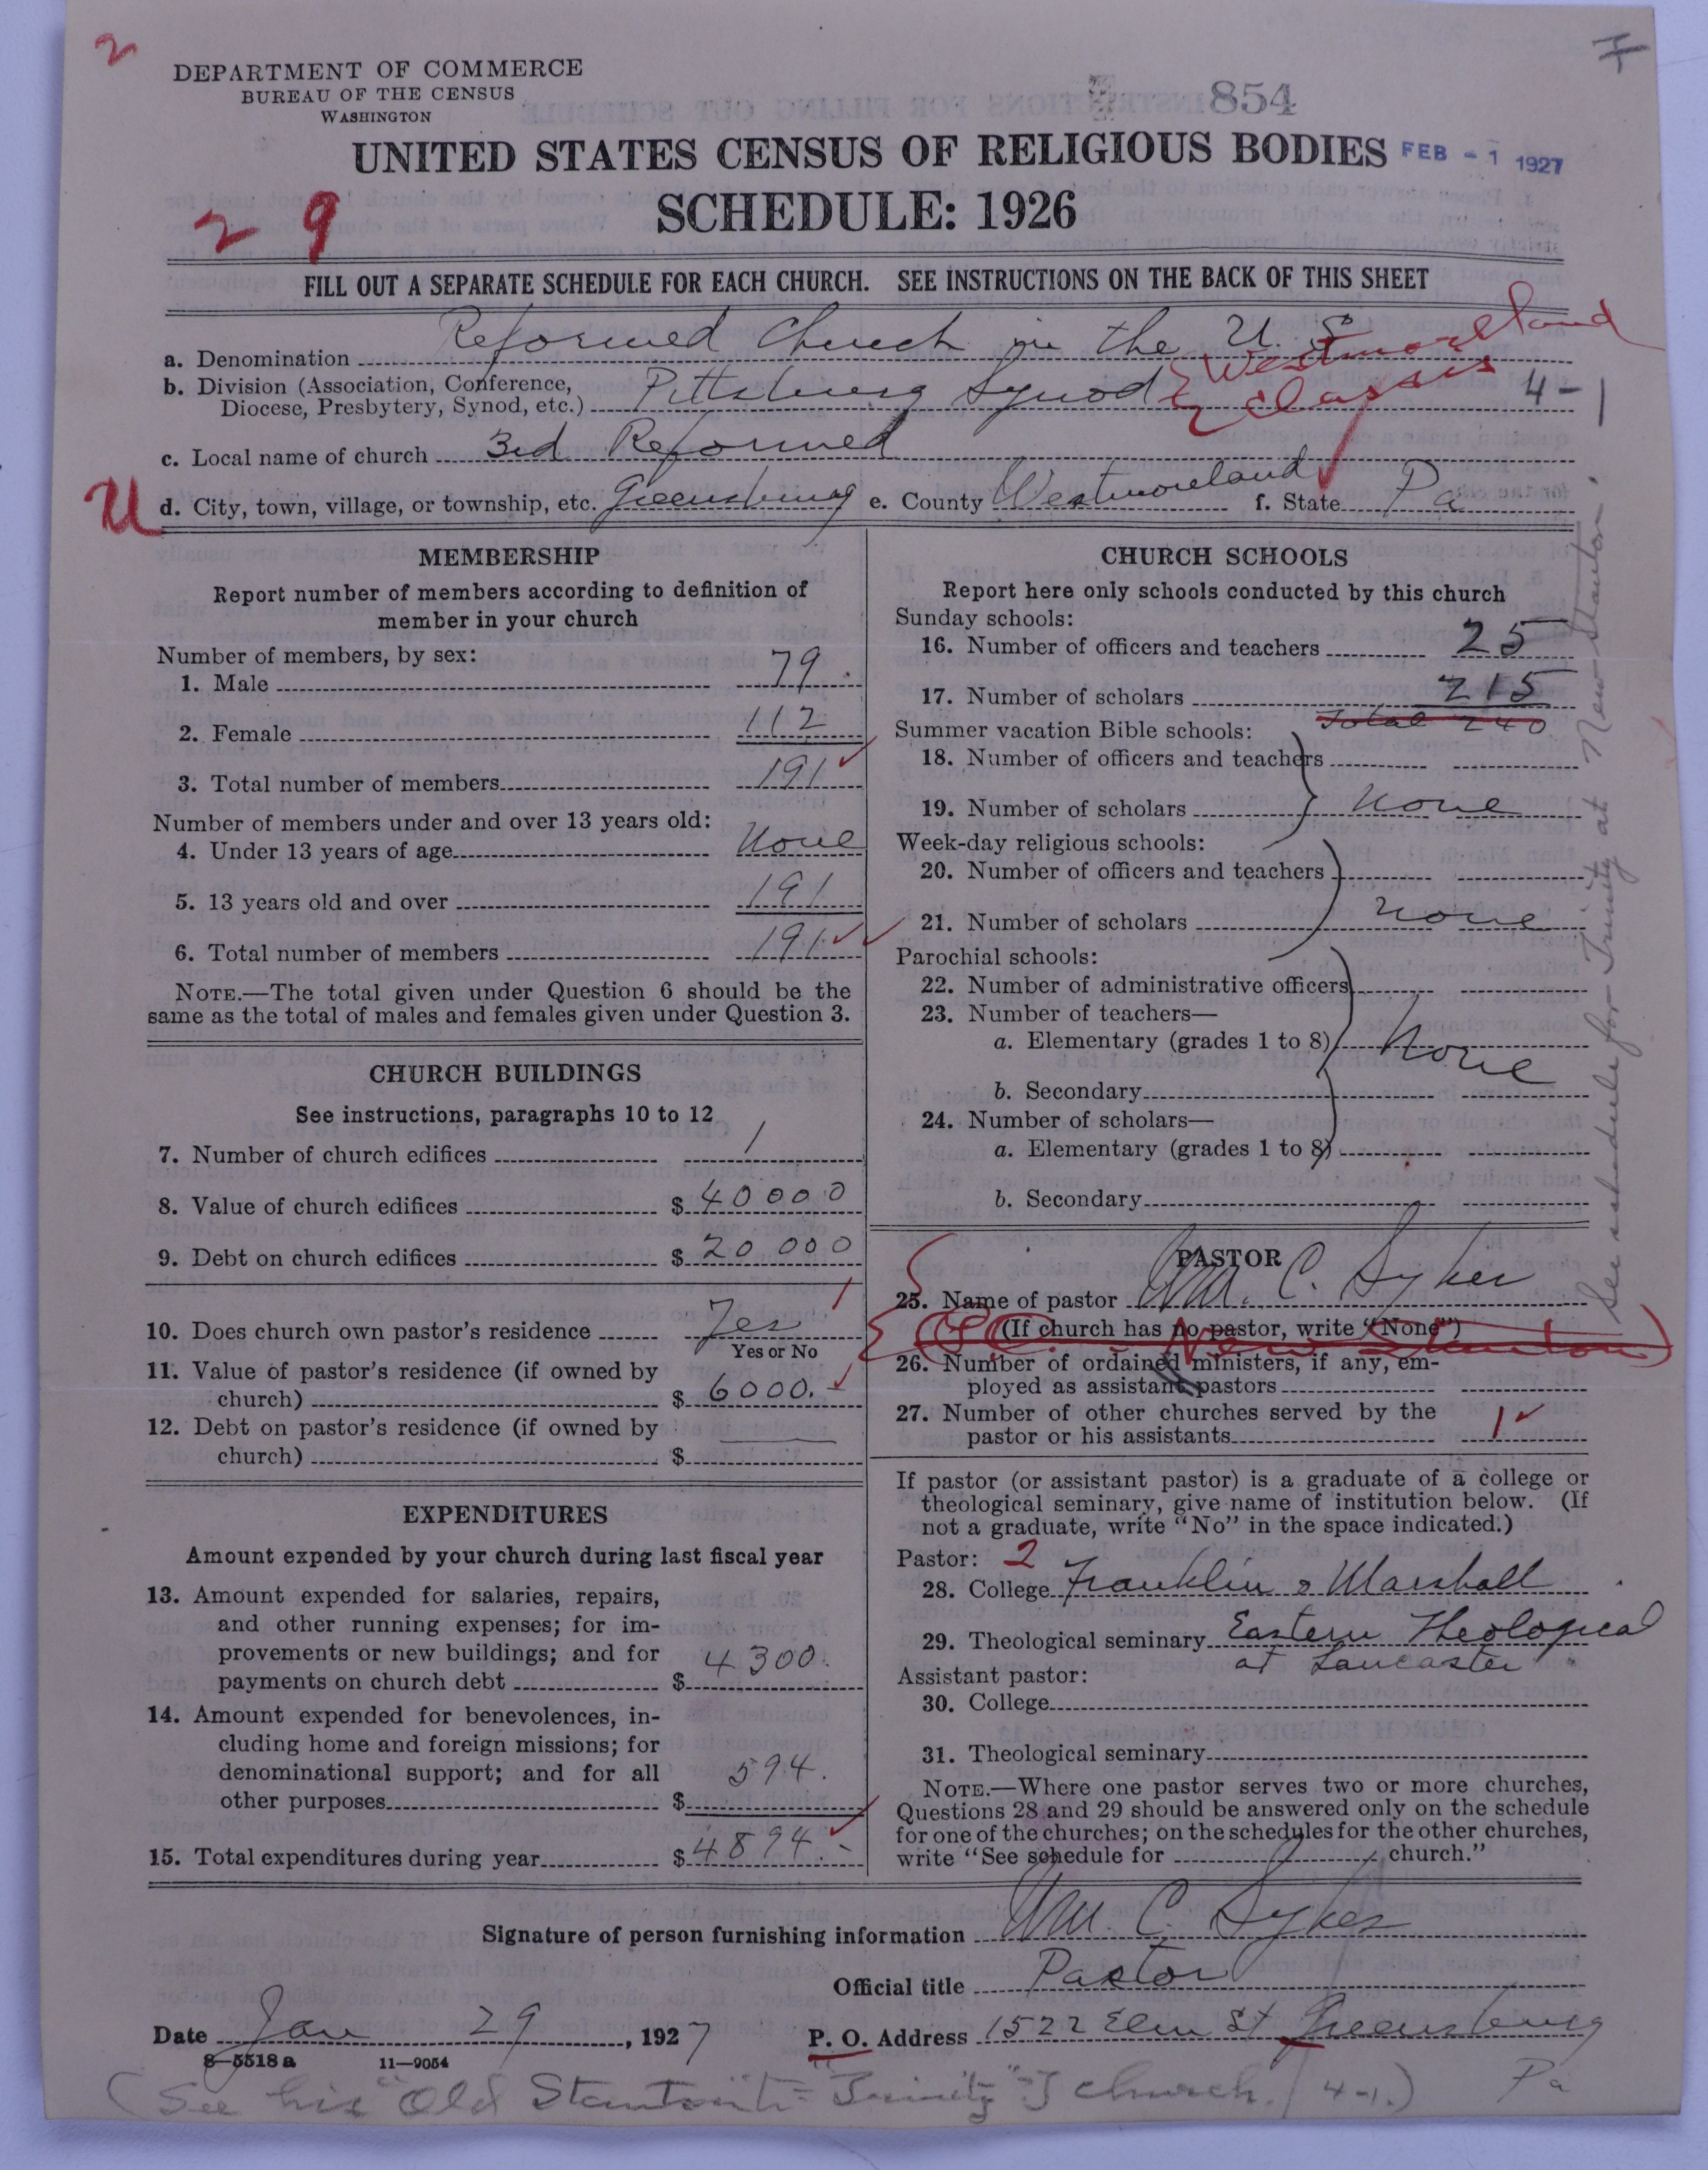 2
DEPARTMENT OF COMMERCE
BUREAU OF THE CENSUS
WASHINGTON
854
UNITED STATES CENSUS OF RELIGIOUS BODIES FEB - 1 1927
29
SCHEDULE: 1926
FILL OUT A SEPARATE SCHEDULE FOR EACH CHURCH. SEE INSTRUCTIONS ON THE BACK OF THIS SHEET
a. Denomination Reformed Church in the U. S.
b. Division (Association, Conference, Diocese, Presbytery, Synod, etc.) Pittsburg Synod { Westmoreland Classis 4-1
c. Local name of church 3rd Reformed
U
d. City, town, village, or township, etc. Greensburg e. County Westmoreland f. State Pa
MEMBERSHIP
Report number of members according to definition of
member in your church
Number of members, by sex:
1. Male 79.
2. Female 112
3. Total number of members 191
Number of members under and over 13 years old:
4. Under 13 years of age None
5. 13 years old and over 191
6. Total number of members 191
NOTE.—The total given under Question 6 should be the
same as the total of males and females given under Question 3.
CHURCH BUILDINGS
See instructions, paragraphs 10 to 12
7. Number of church edifices 1
8. Value of church edifices $ 40000
9. Debt on church edifices $ 20 000
10. Does church own pastor's residence Yes
Yes or No
11. Value of pastor's residence (if owned by
church) $ 6000.
12. Debt on pastor's residence (if owned by
church) $
EXPENDITURES
Amount expended by your church during last fiscal year
13. Amount expended for salaries, repairs,
and other running expenses; for im-
provements or new buildings; and for
payments on church debt $ 4300.
14. Amount expended for benevolences, in-
cluding home and foreign missions; for
denominational support; and for all
other purposes $ 594.
15. Total expenditures during year $ 4894.-
CHURCH SCHOOLS
Report here only schools conducted by this church
Sunday schools:
16. Number of officers and teachers 25
17. Number of scholars 215
Total 240
Summer vacation Bible schools:
18. Number of officers and teachers
19. Number of scholars None
Week-day religious schools:
20. Number of officers and teachers
21. Number of scholars None
Parochial schools:
22. Number of administrative officers
23. Number of teachers—
a. Elementary (grades 1 to 8) None
b. Secondary
24. Number of scholars—
a. Elementary (grades 1 to 8)
b. Secondary
PASTOR
25. Name of pastor Wm. C. Sykes
(If church has no pastor, write "None")
New Stanton
26. Number of ordained ministers, if any, em-
ployed as assistant pastors
27. Number of other churches served by the
pastor or his assistants 1
If pastor (or assistant pastor) is a graduate of a college or
theological seminary, give name of institution below. (If
not a graduate, write "No" in the space indicated.)
Pastor: 2
28. College Franklin & Marshall
29. Theological seminary Eastern Theological
at Lancaster
Assistant pastor:
30. College
31. Theological seminary
NOTE.—Where one pastor serves two or more churches,
Questions 28 and 29 should be answered only on the schedule
for one of the churches; on the schedules for the other churches,
write "See schedule for church."
See schedule for Trinity at New Stanton.
Signature of person furnishing information Wm. C. Sykes
Official title Pastor
Date Jan 29, 1927 P. O. Address 1522 Elm St Greensburg
Pa
8—5518 a 11—9054
(See his "Old Stanton" Trinity church. (4-1.)